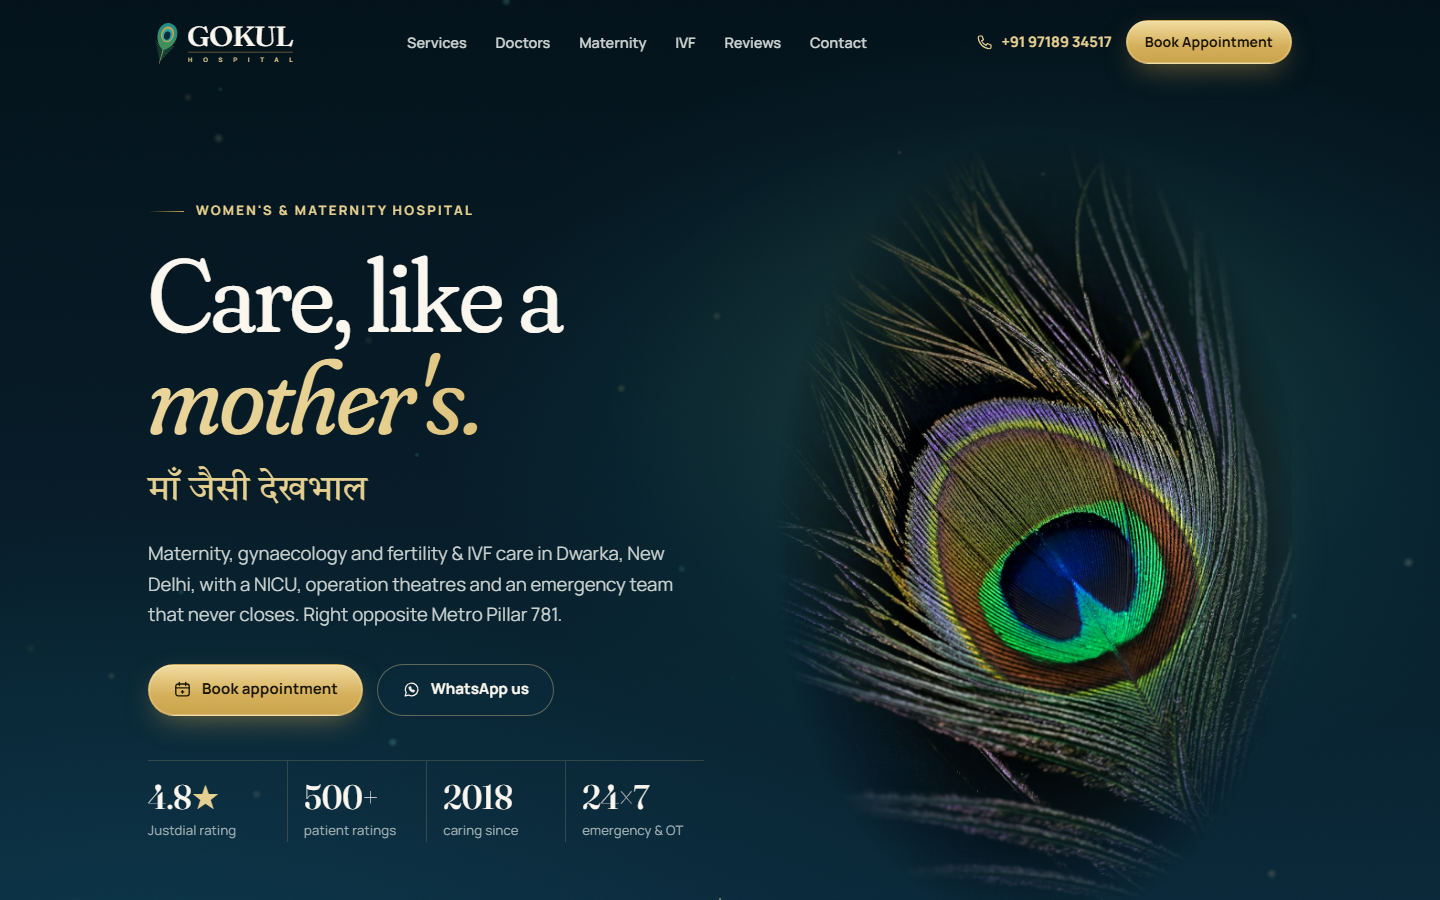 GOKUL
HOSPITAL
Services Doctors Maternity IVF Reviews Contact
+91 97189 34517
Book Appointment
WOMEN'S & MATERNITY HOSPITAL
Care, like a
mother's.
माँ जैसी देखभाल
Maternity, gynaecology and fertility & IVF care in Dwarka, New
Delhi, with a NICU, operation theatres and an emergency team
that never closes. Right opposite Metro Pillar 781.
Book appointment
WhatsApp us
4.8★ 500+ 2018 24×7
Justdial rating patient ratings caring since emergency & OT